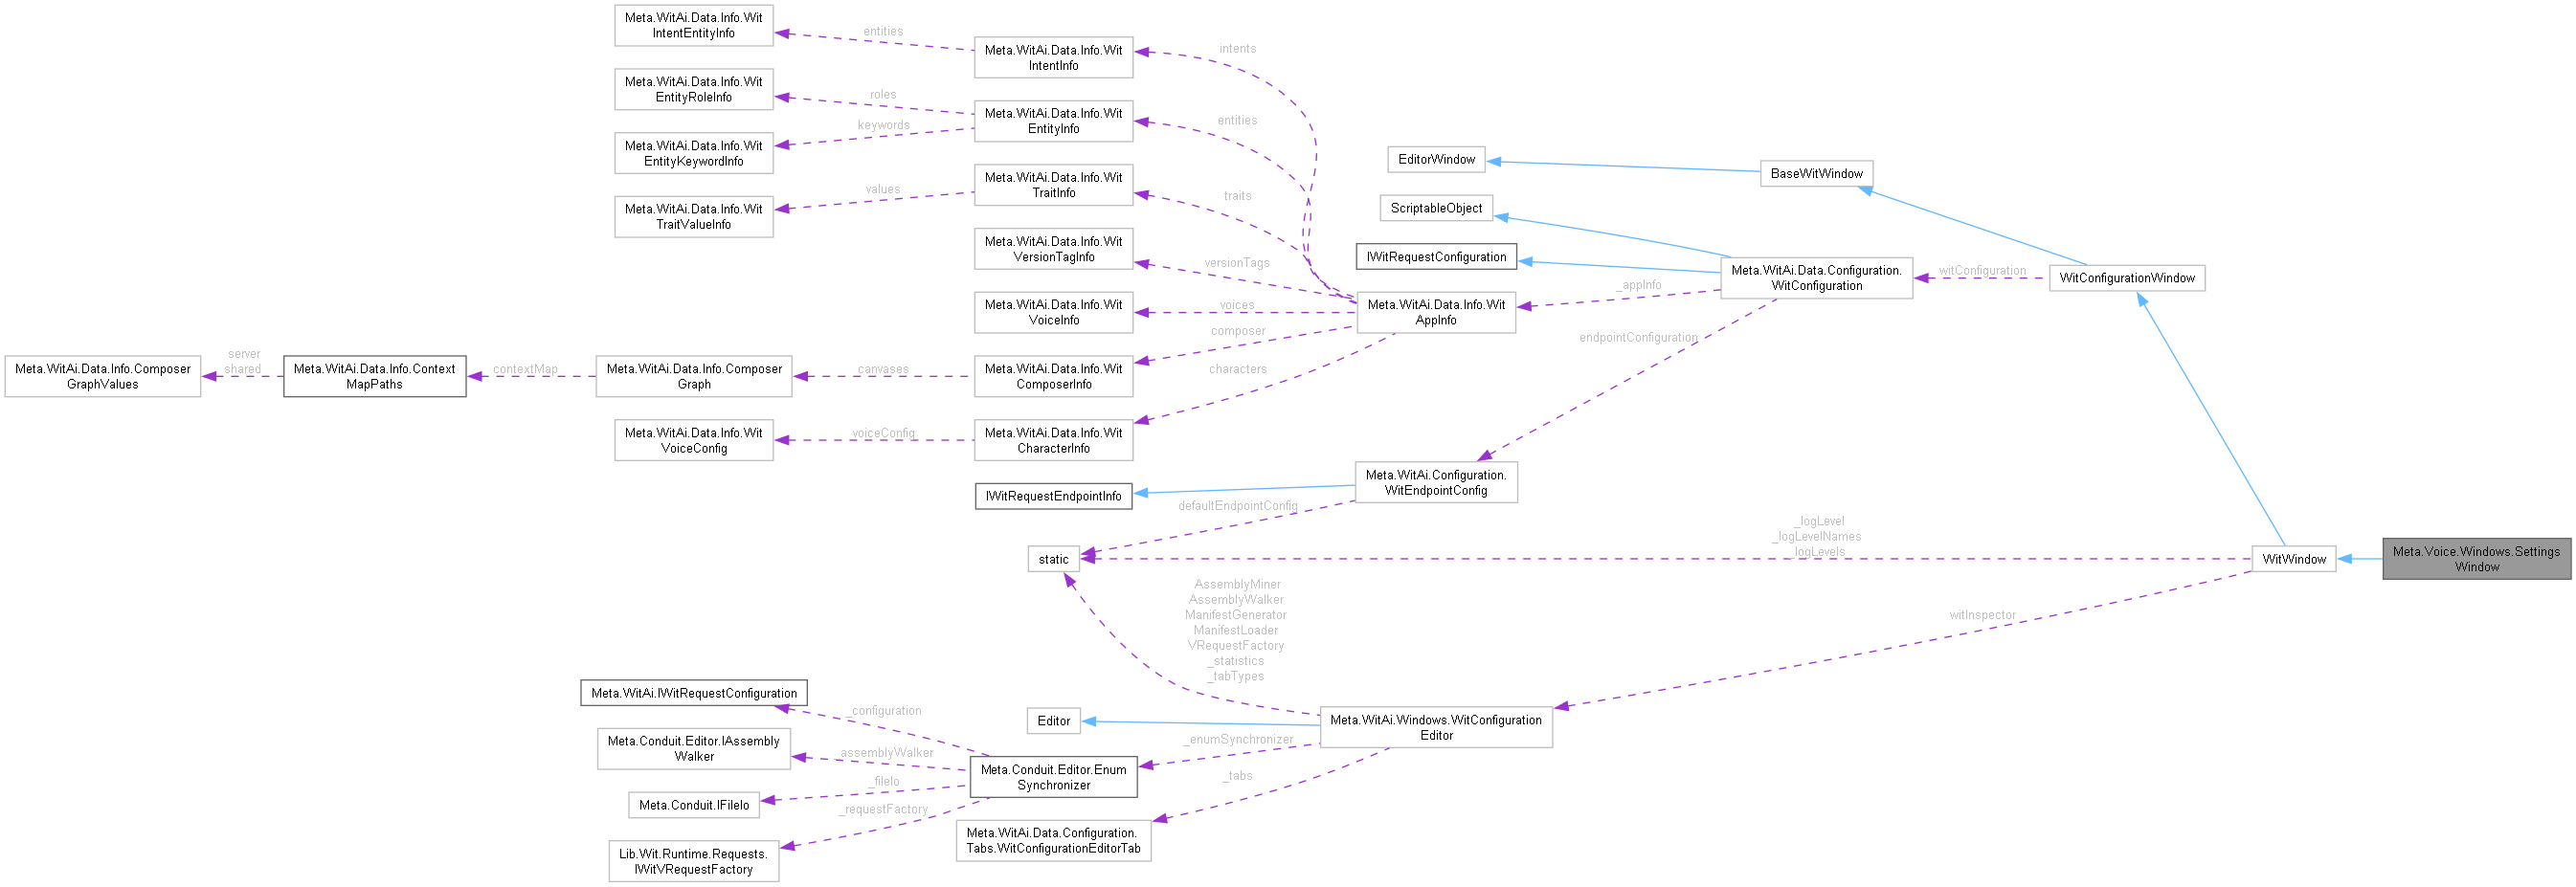 Meta.WitAi.Data.Info.Wit
IntentEntityInfo
entities
Meta.WitAi.Data.Info.Wit
IntentInfo
intents
Meta.WitAi.Data.Info.Wit
EntityRoleInfo
roles
keywords
Meta.WitAi.Data.Info.Wit
EntityInfo
entities
Meta.WitAi.Data.Info.Wit
EntityKeywordInfo
Meta.WitAi.Data.Info.Wit
TraitInfo
traits
values
Meta.WitAi.Data.Info.Wit
TraitValueInfo
Meta.WitAi.Data.Info.Wit
VersionTagInfo
versionTags
Meta.WitAi.Data.Info.Wit
VoiceInfo
voices
composer
characters
Meta.WitAi.Data.Info.Wit
AppInfo
_appInfo
EditorWindow
BaseWitWindow
ScriptableObject
IWitRequestConfiguration
Meta.WitAi.Data.Configuration.
WitConfiguration
witConfiguration
WitConfigurationWindow
endpointConfiguration
Meta.WitAi.Data.Info.Composer
GraphValues
server
shared
Meta.WitAi.Data.Info.Context
MapPaths
contextMap
Meta.WitAi.Data.Info.Composer
Graph
canvases
Meta.WitAi.Data.Info.Wit
ComposerInfo
Meta.WitAi.Data.Info.Wit
VoiceConfig
voiceConfig
Meta.WitAi.Data.Info.Wit
CharacterInfo
IWitRequestEndpointInfo
Meta.WitAi.Configuration.
WitEndpointConfig
defaultEndpointConfig
static
_logLevel
_logLevelNames
_logLevels
WitWindow
Meta.Voice.Windows.Settings
Window
AssemblyMiner
AssemblyWalker
ManifestGenerator
ManifestLoader
VRequestFactory
_statistics
_tabTypes
witInspector
Meta.WitAi.IWitRequestConfiguration
_configuration
Editor
Meta.WitAi.Windows.WitConfiguration
Editor
_enumSynchronizer
_tabs
Meta.Conduit.Editor.IAssembly
Walker
_assemblyWalker
Meta.Conduit.Editor.Enum
Synchronizer
Meta.Conduit.IFileIo
_fileIo
_requestFactory
Lib.Wit.Runtime.Requests.
IWitVRequestFactory
Meta.WitAi.Data.Configuration.
Tabs.WitConfigurationEditorTab